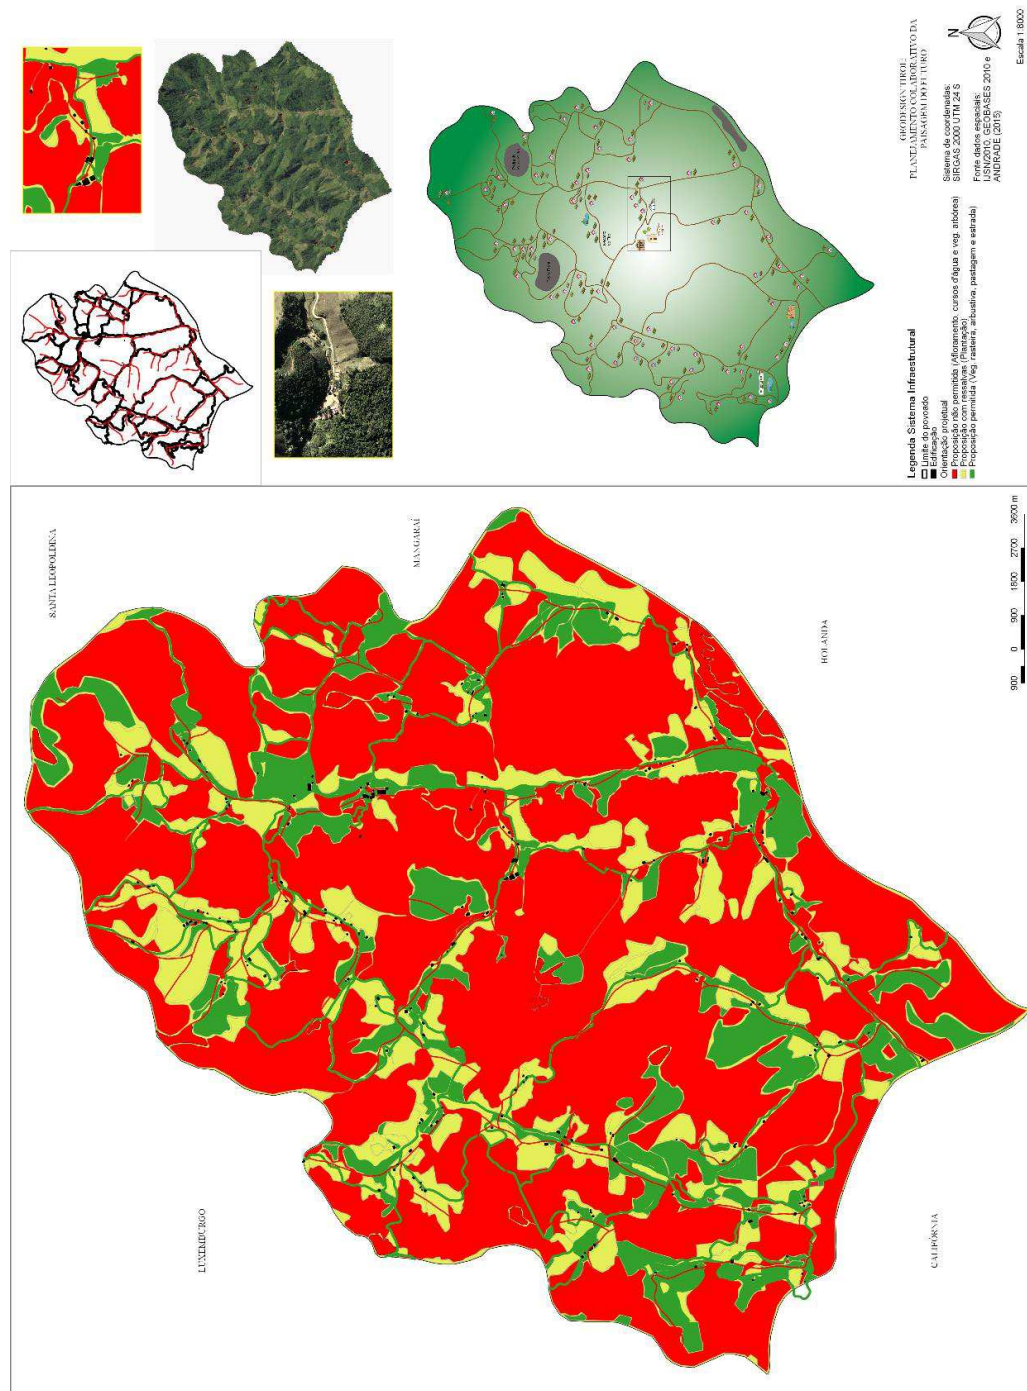 SANTA LEOPOLDINA
MANGARAÍ
HOLANDA
LUXEMBURGO
CALIFÓRNIA
GEODESIGN TIROL:
PLANEJAMENTO COLABORATIVO DA
PAISAGEM DO FUTURO
N
Sistema de coordenadas:
SIRGAS 2000 UTM 24 S
Fonte dados espaciais:
IJSN/2010, GEOBASES 2010 e
ANDRADE (2015)
Escala 1:8000
Legenda Sistema Infraestrutural
Limite do povoado
Edificação
Orientação projetual
Proposição não permitida (Afloramento, cursos d'água e veg. arbórea)
Proposição com ressalvas (Plantação)
Proposição permitida (Veg. rasteira, arbustiva, pastagem e estrada)
900 0 900 1800 2700 3600 m